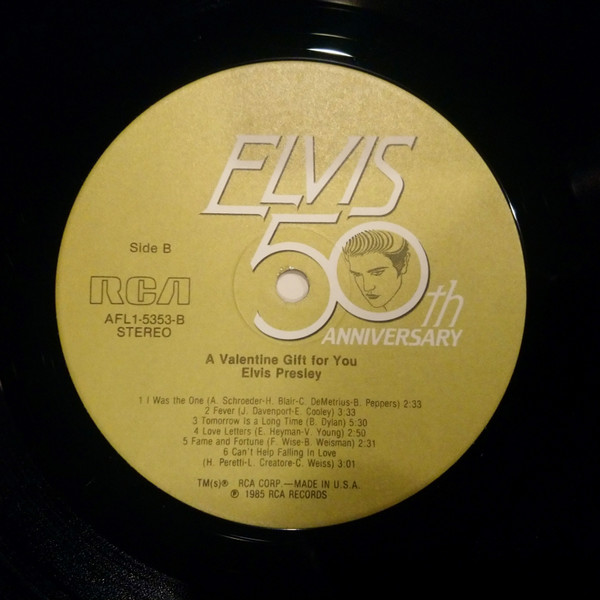 ELVIS
50th
ANNIVERSARY
Side B
RCA
AFL1-5353-B
STEREO
A Valentine Gift for You
Elvis Presley
1 I Was the One (A. Schroeder-H. Blair-C. DeMetrius-B. Peppers) 2:33
2 Fever (J. Davenport-E. Cooley) 3:33
3 Tomorrow Is a Long Time (B. Dylan) 5:30
4 Love Letters (E. Heyman-V. Young) 2:50
5 Fame and Fortune (F. Wise-B. Weisman) 2:31
6 Can't Help Falling in Love
(H. Peretti-L. Creatore-C. Weiss) 3:01
TM(s)® RCA CORP.—MADE IN U.S.A.
℗ 1985 RCA RECORDS